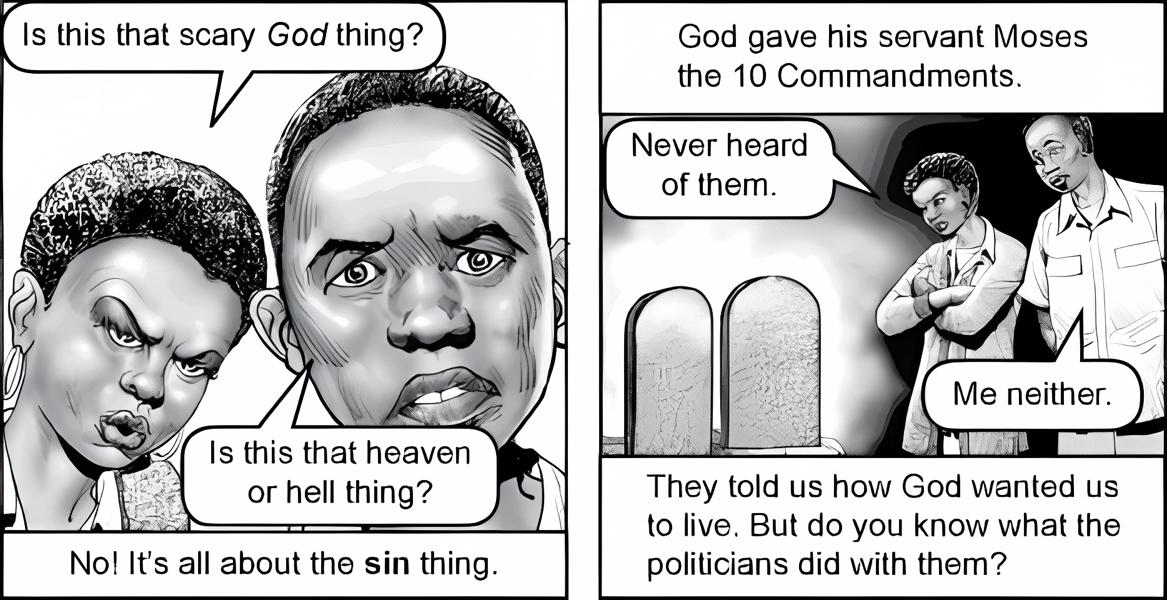 Is this that scary God thing?
Is this that heaven
or hell thing?
No! It's all about the sin thing.
God gave his servant Moses
the 10 Commandments.
Never heard
of them.
Me neither.
They told us how God wanted us
to live. But do you know what the
politicians did with them?